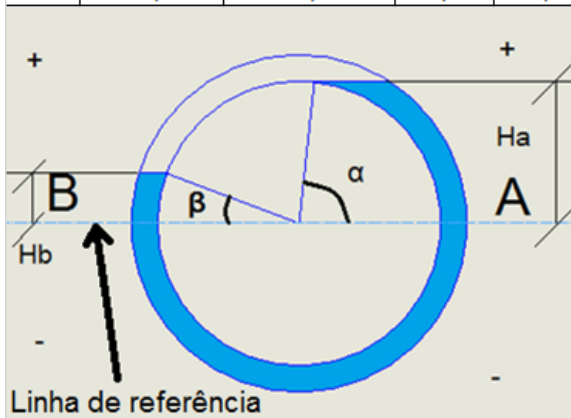 +
+
Ha
α
B
β
A
Hb
-
-
Linha de referência